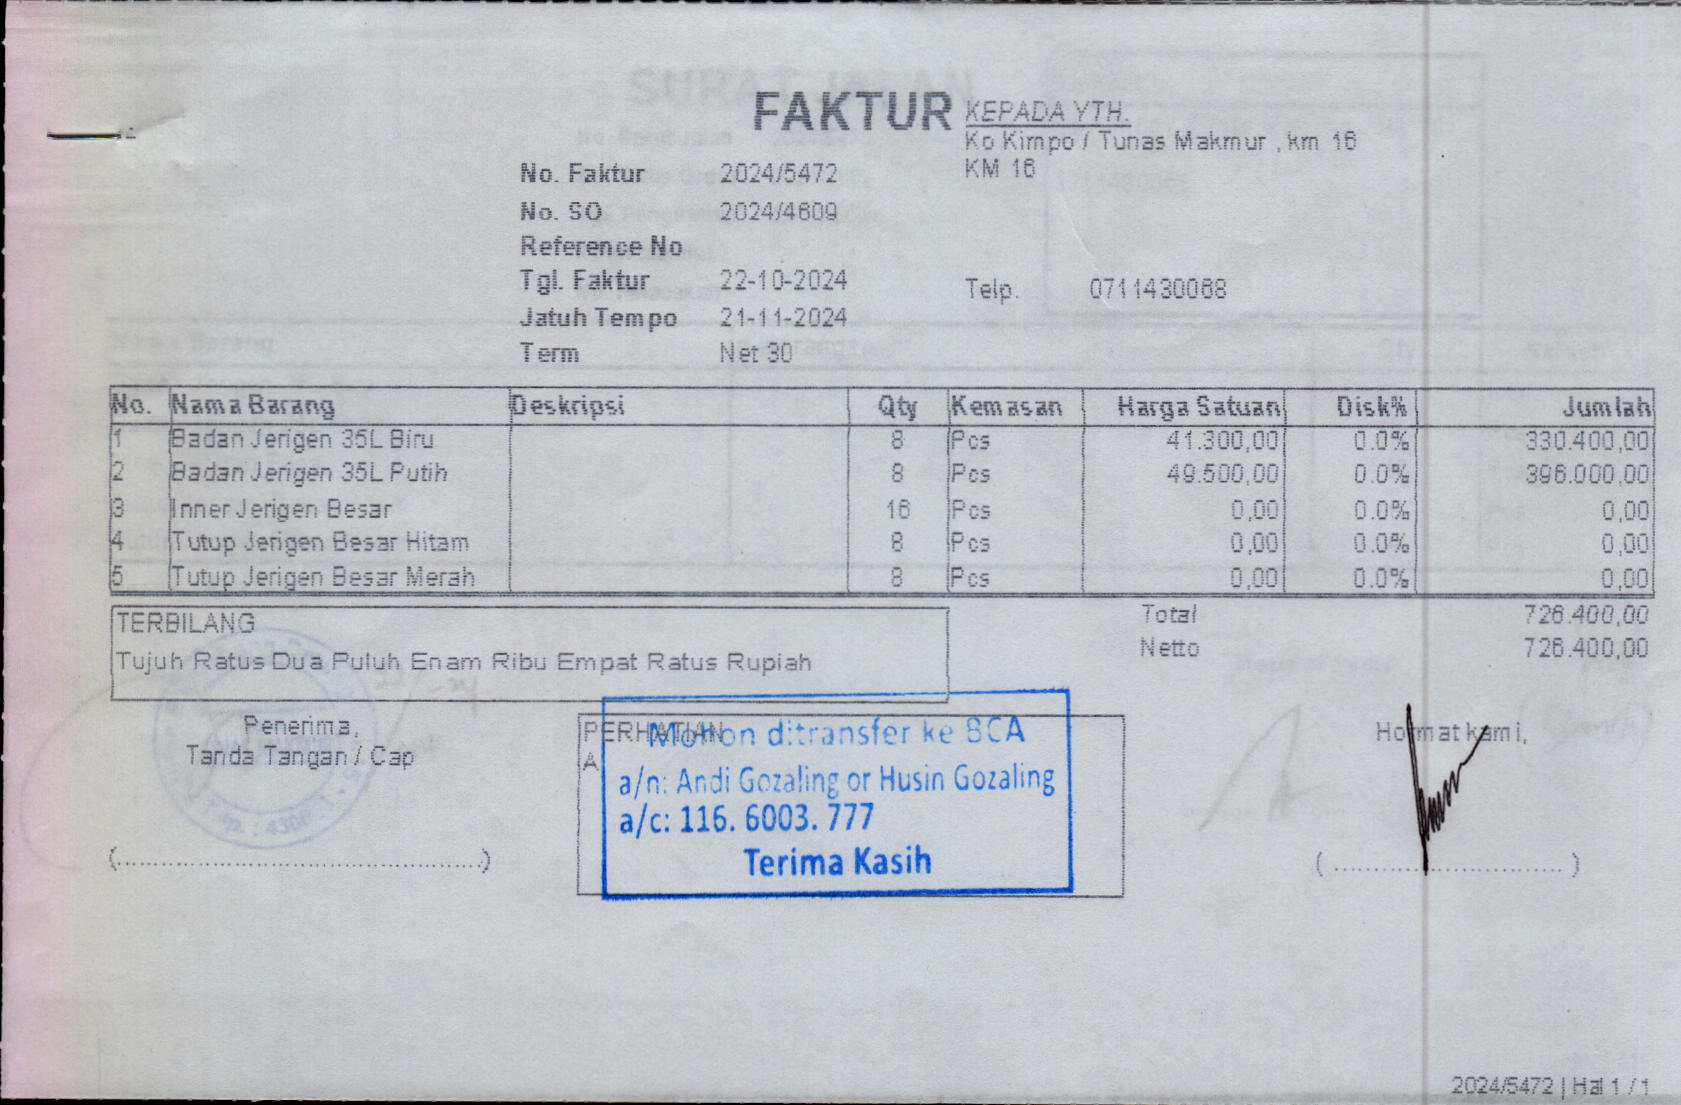 FAKTUR
KEPADA YTH.
Ko Kimpo / Tunas Makmur , km 16
KM 16
No. Faktur 2024/5472
No. SO 2024/4609
Reference No
Tgl. Faktur 22-10-2024
Telp. 0711430068
Jatuh Tempo 21-11-2024
Term Net 30
No. Nama Barang Deskripsi Qty Kemasan Harga Satuan Disk% Jumlah
1 Badan Jerigen 35L Biru 8 Pcs 41.300,00 0.0% 330.400,00
2 Badan Jerigen 35L Putih 8 Pcs 49.500,00 0.0% 396.000,00
3 Inner Jerigen Besar 16 Pcs 0,00 0.0% 0,00
4 Tutup Jerigen Besar Hitam 8 Pcs 0,00 0.0% 0,00
5 Tutup Jerigen Besar Merah 8 Pcs 0,00 0.0% 0,00
Total 726.400,00
Netto 726.400,00
TERBILANG
Tujuh Ratus Dua Puluh Enam Ribu Empat Ratus Rupiah
Penerima,
Tanda Tangan / Cap
(..............................................)
PERHATIAN
A
Mohon ditransfer ke BCA
a/n: Andi Gozaling or Husin Gozaling
a/c: 116. 6003. 777
Terima Kasih
Hormat kami,
( ............................. )
2024/5472 | Hal 1 / 1